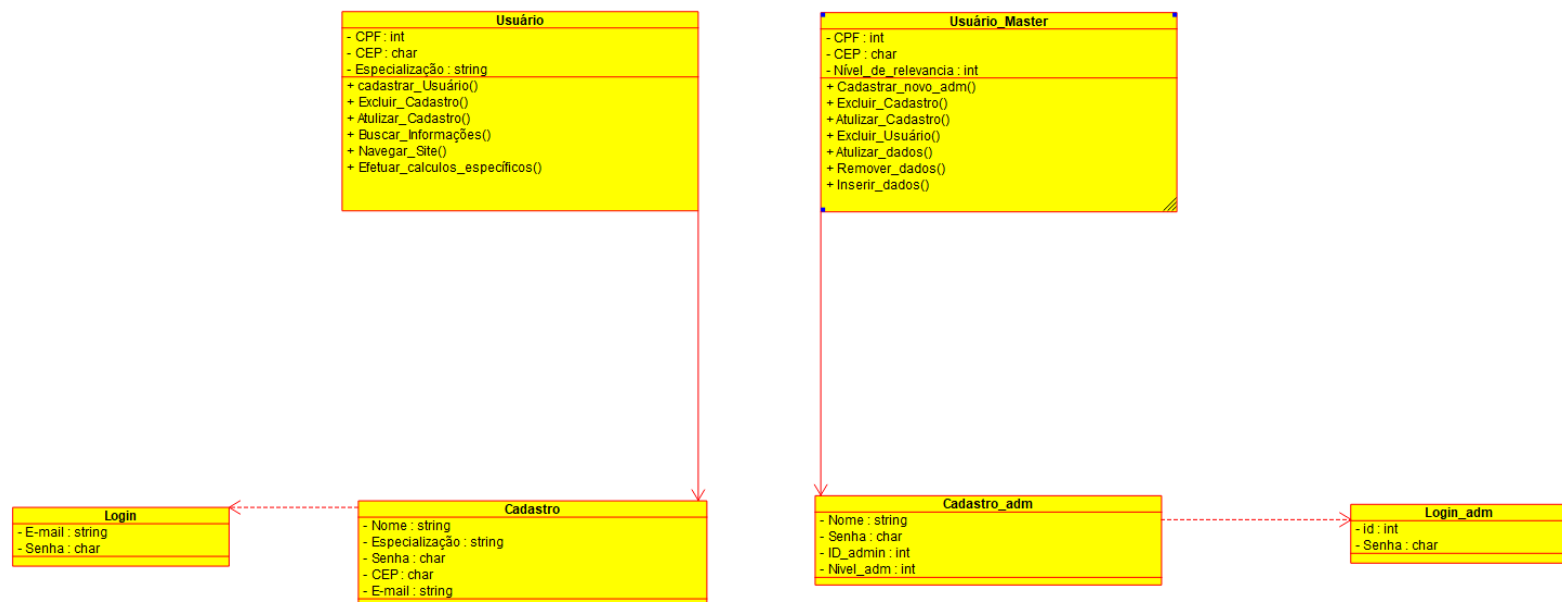 Usuário
- CPF : int
- CEP : char
- Especialização : string
+ cadastrar_Usuário()
+ Excluir_Cadastro()
+ Atulizar_Cadastro()
+ Buscar_Informações()
+ Navegar_Site()
+ Efetuar_calculos_específicos()
Usuário_Master
- CPF : int
- CEP : char
- Nível_de_relevancia : int
+ Cadastrar_novo_adm()
+ Excluir_Cadastro()
+ Atulizar_Cadastro()
+ Excluir_Usuário()
+ Atulizar_dados()
+ Remover_dados()
+ Inserir_dados()
Login
- E-mail : string
- Senha : char
Cadastro
- Nome : string
- Especialização : string
- Senha : char
- CEP : char
- E-mail : string
Cadastro_adm
- Nome : string
- Senha : char
- ID_admin : int
- Nivel_adm : int
Login_adm
- id : int
- Senha : char